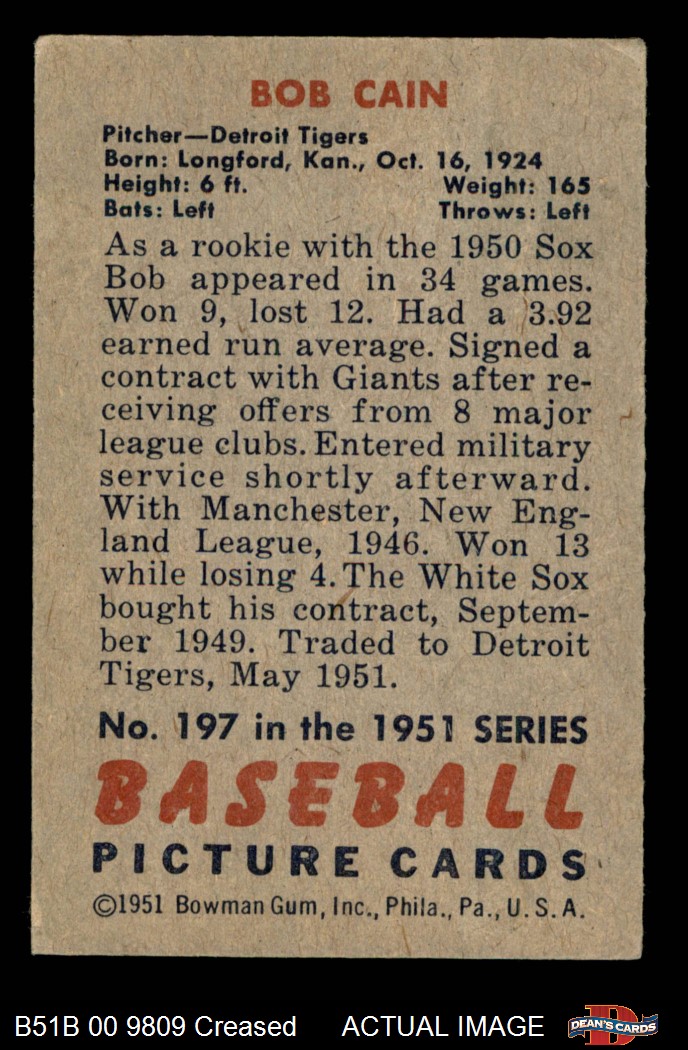 BOB CAIN
Pitcher—Detroit Tigers
Born: Longford, Kan., Oct. 16, 1924
Height: 6 ft. Weight: 165
Bats: Left Throws: Left
As a rookie with the 1950 Sox
Bob appeared in 34 games.
Won 9, lost 12. Had a 3.92
earned run average. Signed a
contract with Giants after re-
ceiving offers from 8 major
league clubs. Entered military
service shortly afterward.
With Manchester, New Eng-
land League, 1946. Won 13
while losing 4. The White Sox
bought his contract, Septem-
ber 1949. Traded to Detroit
Tigers, May 1951.
No. 197 in the 1951 SERIES
BASEBALL
PICTURE CARDS
©1951 Bowman Gum, Inc., Phila., Pa., U.S.A.
B51B 00 9809 Creased ACTUAL IMAGE D DEAN'S CARDS